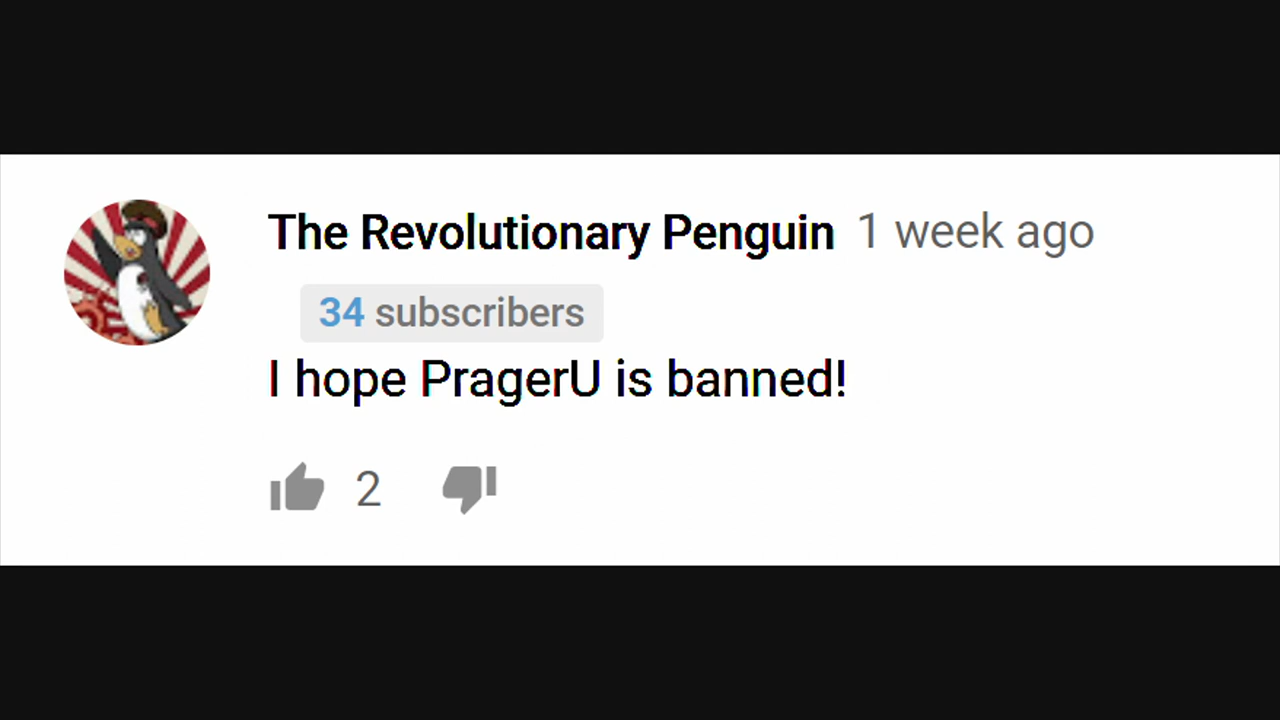 The Revolutionary Penguin 1 week ago
34 subscribers
I hope PragerU is banned!
2